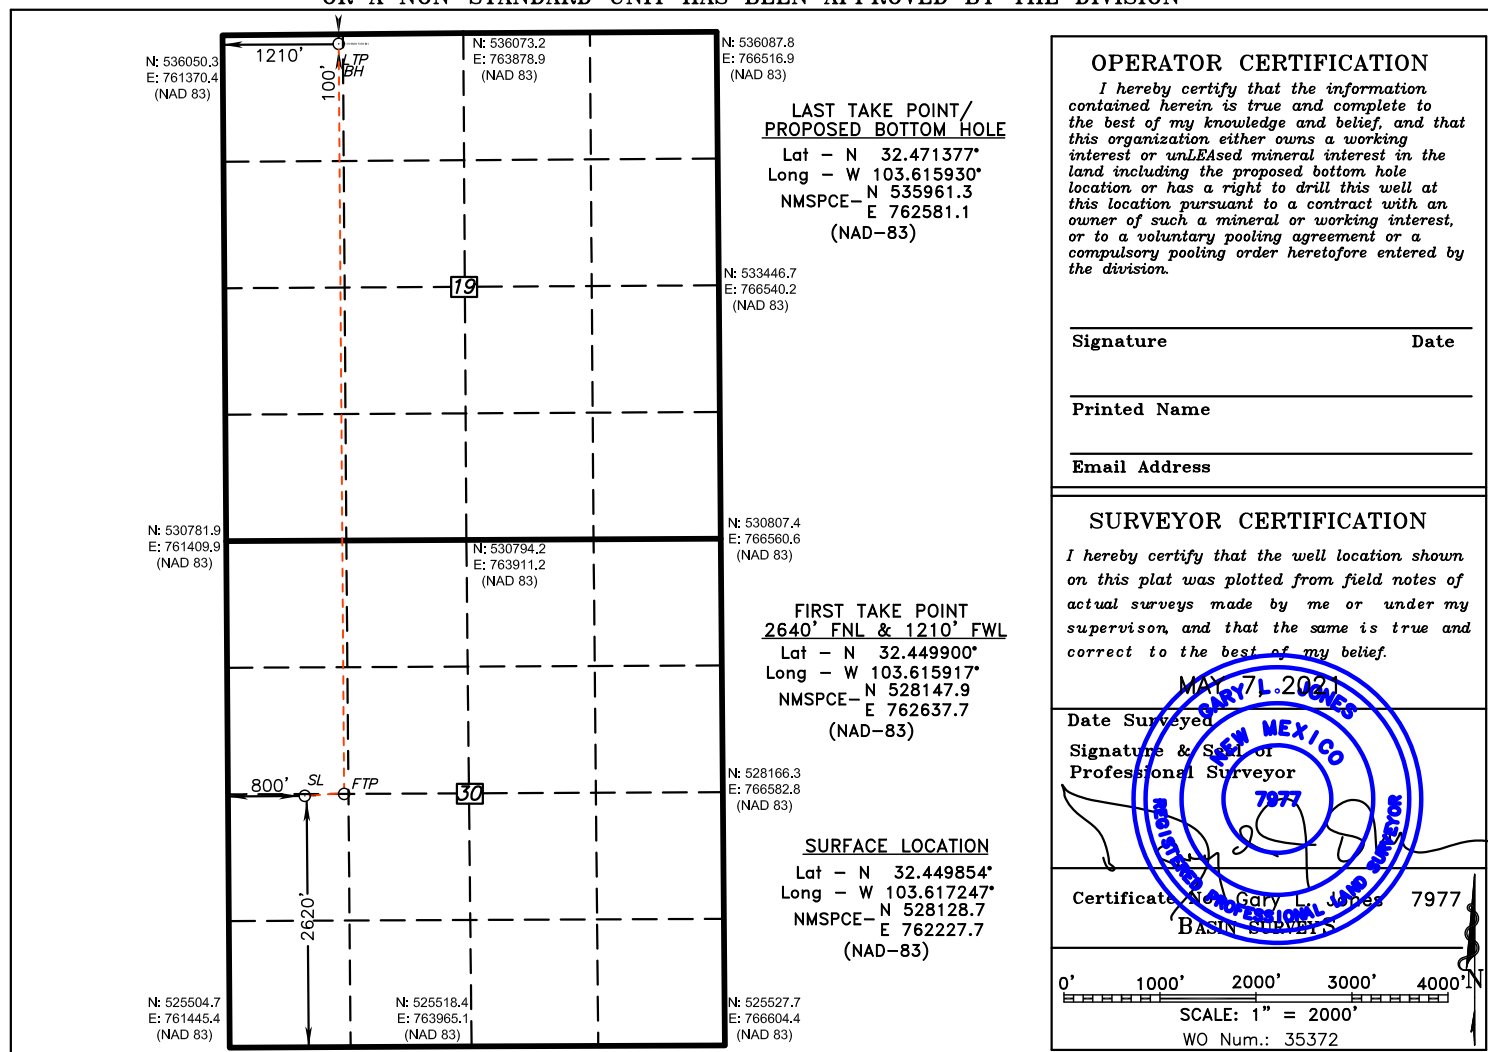 OR A NON-STANDARD UNIT HAS BEEN APPROVED BY THE DIVISION
1210'
100'
LTP
BH
N: 536050.3
E: 761370.4
(NAD 83)
N: 536073.2
E: 763878.9
(NAD 83)
N: 536087.8
E: 766516.9
(NAD 83)
19
N: 533446.7
E: 766540.2
(NAD 83)
N: 530781.9
E: 761409.9
(NAD 83)
N: 530794.2
E: 763911.2
(NAD 83)
N: 530807.4
E: 766560.6
(NAD 83)
800'
SL
FTP
30
N: 528166.3
E: 766582.8
(NAD 83)
2620'
N: 525504.7
E: 761445.4
(NAD 83)
N: 525518.4
E: 763965.1
(NAD 83)
N: 525527.7
E: 766604.4
(NAD 83)
LAST TAKE POINT/
PROPOSED BOTTOM HOLE
Lat - N 32.471377°
Long - W 103.615930°
NMSPCE- N 535961.3
E 762581.1
(NAD-83)
FIRST TAKE POINT
2640' FNL & 1210' FWL
Lat - N 32.449900°
Long - W 103.615917°
NMSPCE- N 528147.9
E 762637.7
(NAD-83)
SURFACE LOCATION
Lat - N 32.449854°
Long - W 103.617247°
NMSPCE- N 528128.7
E 762227.7
(NAD-83)
OPERATOR CERTIFICATION
I hereby certify that the information
contained herein is true and complete to
the best of my knowledge and belief, and that
this organization either owns a working
interest or unLEAsed mineral interest in the
land including the proposed bottom hole
location or has a right to drill this well at
this location pursuant to a contract with an
owner of such a mineral or working interest,
or to a voluntary pooling agreement or a
compulsory pooling order heretofore entered by
the division.
Signature Date
Printed Name
Email Address
SURVEYOR CERTIFICATION
I hereby certify that the well location shown
on this plat was plotted from field notes of
actual surveys made by me or under my
supervison, and that the same is true and
correct to the best of my belief.
MAY 7, 2021
Date Surveyed
Signature & Seal of
Professional Surveyor
GARY L. JONES
NEW MEXICO
7977
REGISTERED PROFESSIONAL LAND SURVEYOR
Certificate No. Gary L. Jones 7977
BASIN SURVEYS
0' 1000' 2000' 3000' 4000'
N
SCALE: 1" = 2000'
WO Num.: 35372